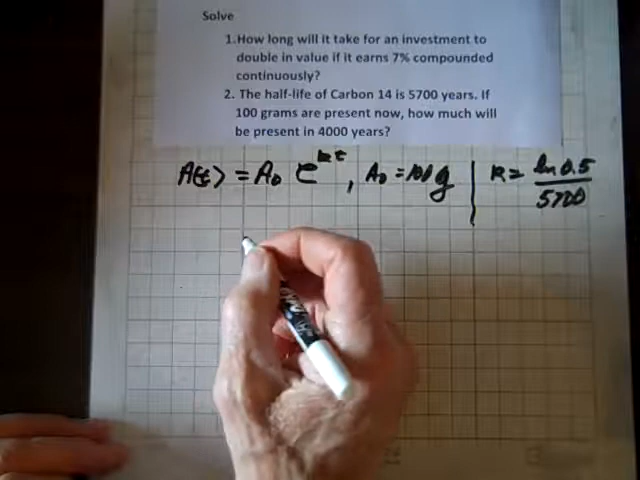 Solve
1. How long will it take for an investment to
double in value if it earns 7% compounded
continuously?
2. The half-life of Carbon 14 is 5700 years. If
100 grams are present now, how much will
be present in 4000 years?
A(t) = A₀ e^kt , A₀ = 100g | k = ln 0.5 / 5700